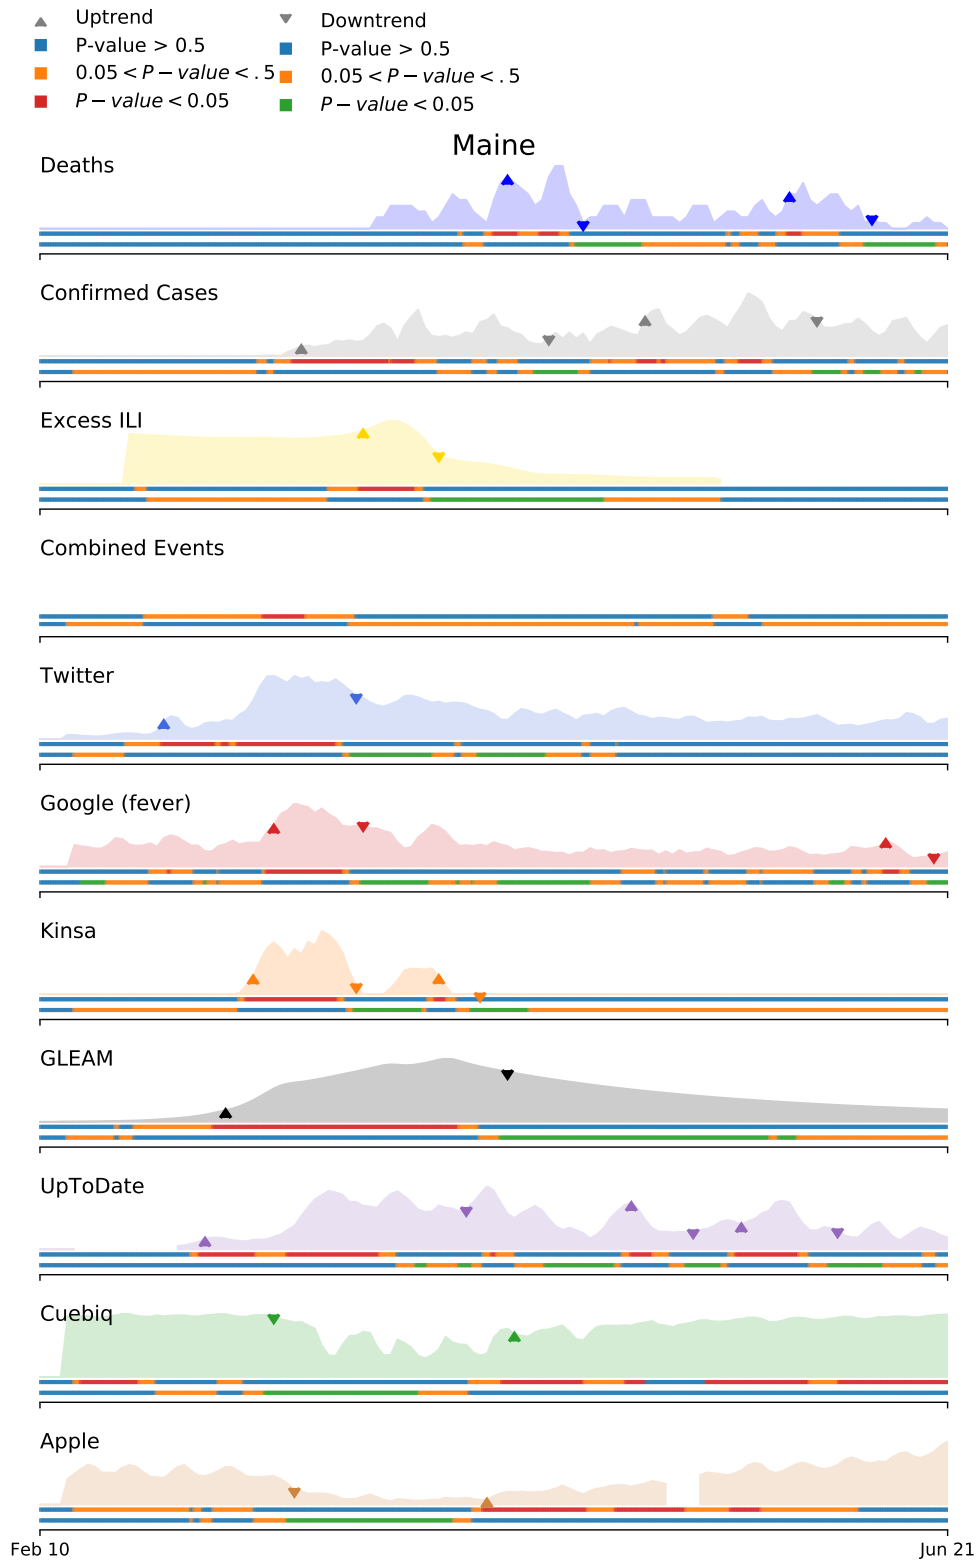 Uptrend
P-value > 0.5
0.05 < P − value < .5
P − value < 0.05
Downtrend
P-value > 0.5
0.05 < P − value < .5
P − value < 0.05
Maine
Deaths
Confirmed Cases
Excess ILI
Combined Events
Twitter
Google (fever)
Kinsa
GLEAM
UpToDate
Cuebiq
Apple
Feb 10
Jun 21